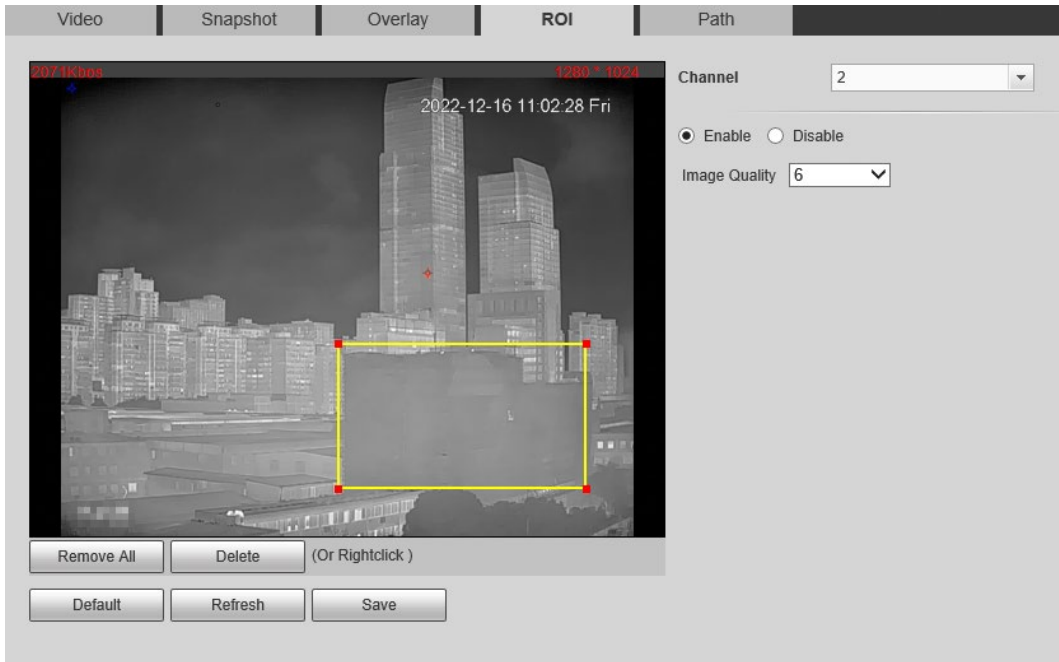 Video Snapshot Overlay ROI Path
2071Kbps 1280 * 1024
2022-12-16 11:02:28 Fri
Channel 2
Enable Disable
Image Quality 6
Remove All Delete (Or Rightclick )
Default Refresh Save